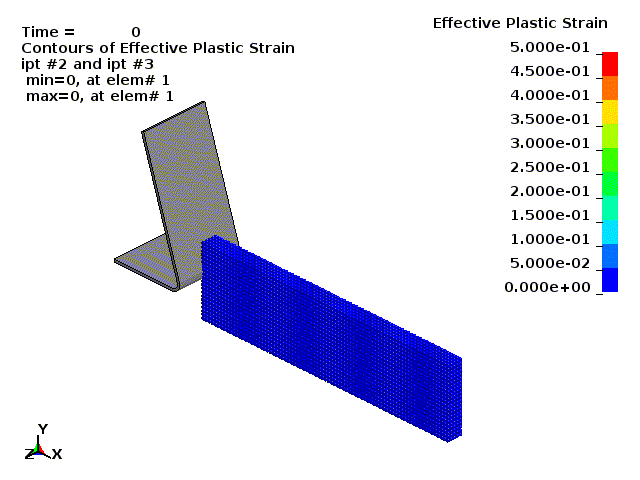 Time = 0
Contours of Effective Plastic Strain
ipt #2 and ipt #3
min=0, at elem# 1
max=0, at elem# 1
Effective Plastic Strain
5.000e-01
4.500e-01
4.000e-01
3.500e-01
3.000e-01
2.500e-01
2.000e-01
1.500e-01
1.000e-01
5.000e-02
0.000e+00
Y
Z X